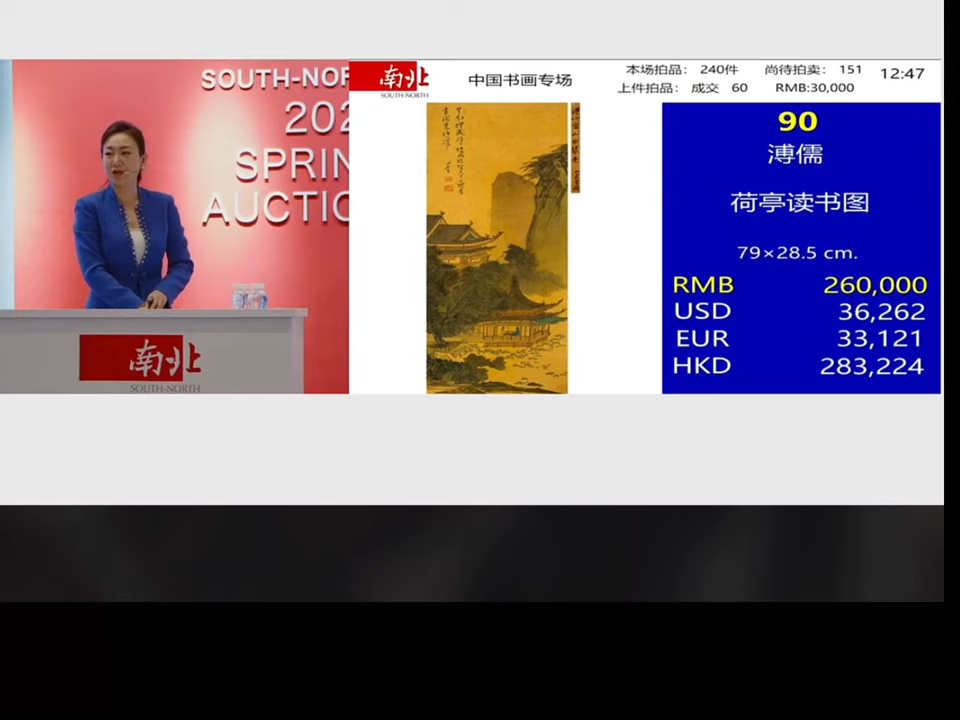 SOUTH-NOR
202
SPRIN
AUCTIO
南北
SOUTH-NORTH
南北
SOUTH-NORTH
中国书画专场
本场拍品: 240件 尚待拍卖: 151
上件拍品: 成交 60 RMB:30,000
12:47
90
溥儒
荷亭读书图
79×28.5 cm.
RMB 260,000
USD 36,262
EUR 33,121
HKD 283,224